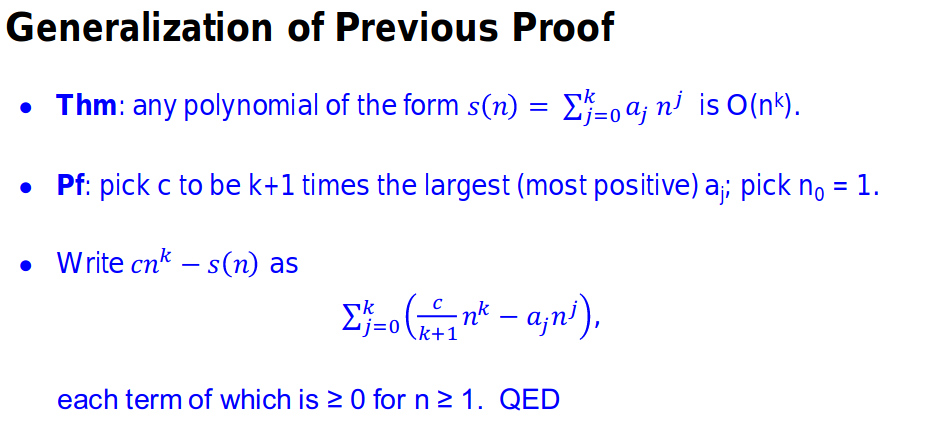 Generalization of Previous Proof
• Thm: any polynomial of the form $s(n) = \sum_{j=0}^{k} a_j n^j$ is O(n^k).
• Pf: pick c to be k+1 times the largest (most positive) a_j; pick n_0 = 1.
• Write $cn^k - s(n)$ as
$\sum_{j=0}^{k} \left( \frac{c}{k+1} n^k - a_j n^j \right),$
each term of which is ≥ 0 for n ≥ 1. QED